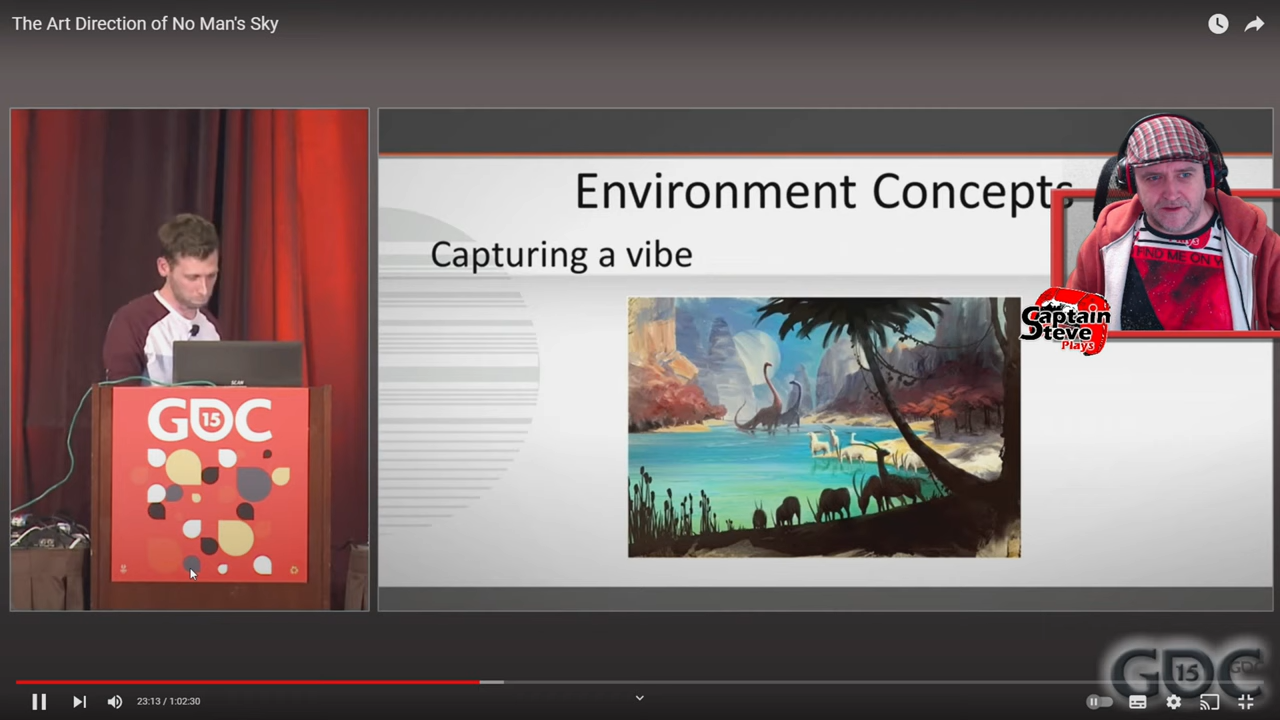 The Art Direction of No Man's Sky
Environment Concepts
Capturing a vibe
Captain
Steve
Plays
GDC
15
GDC
15
23:13 / 1:02:30